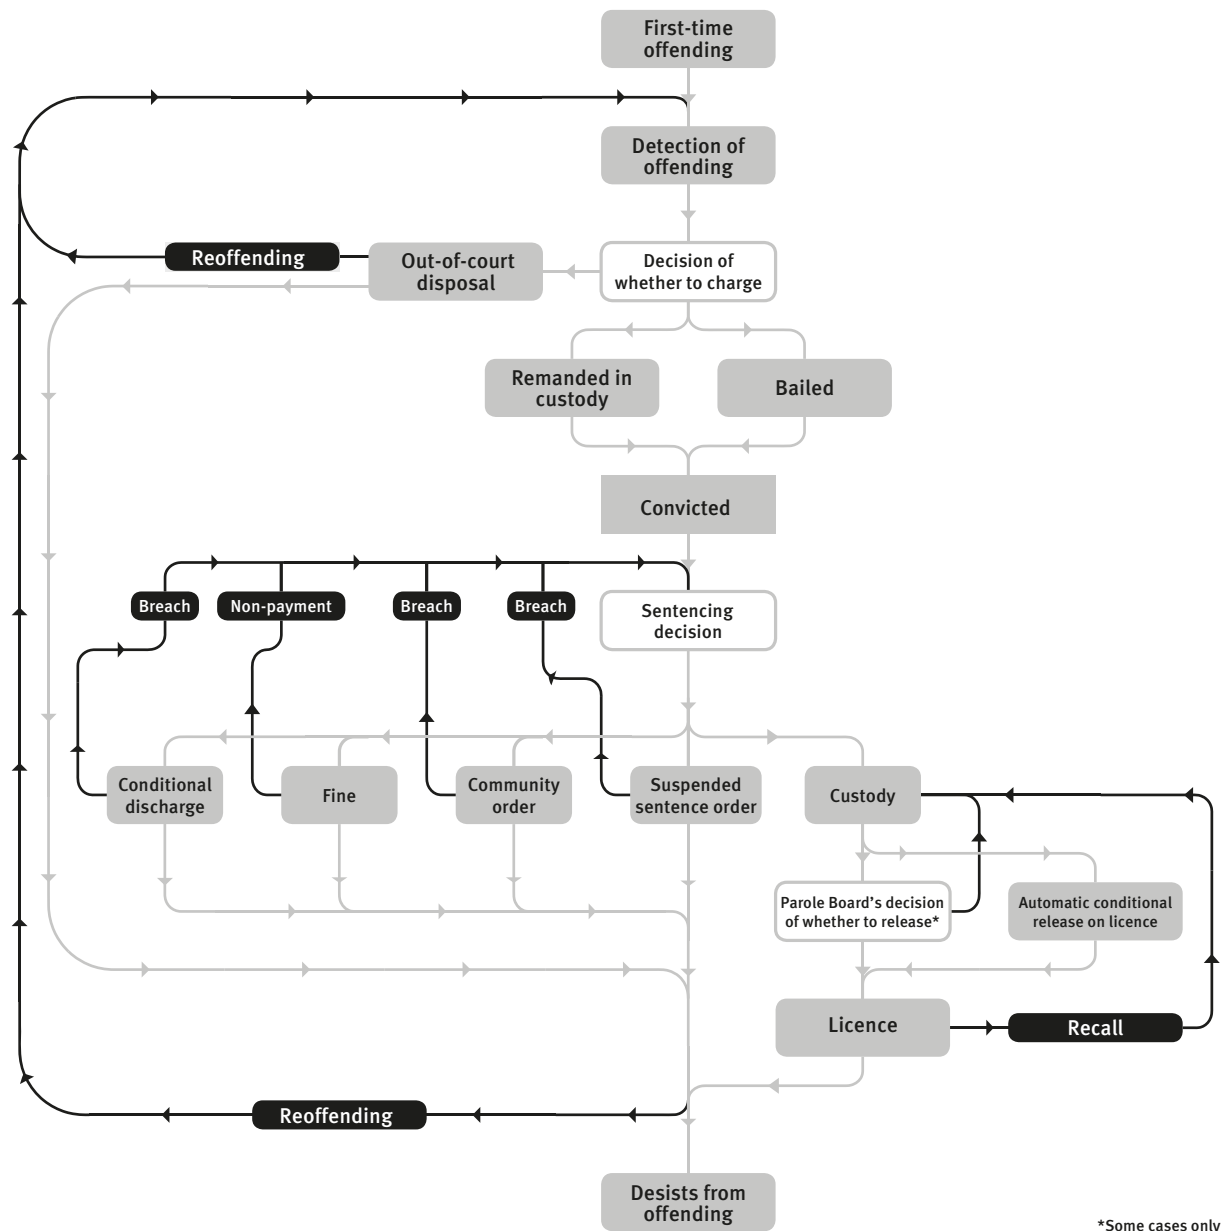 First-time
offending
Detection of
offending
Reoffending
Out-of-court
disposal
Decision of
whether to charge
Remanded in
custody
Bailed
Convicted
Breach
Non-payment
Breach
Breach
Sentencing
decision
Conditional
discharge
Fine
Community
order
Suspended
sentence order
Custody
Parole Board’s decision
of whether to release*
Automatic conditional
release on licence
Licence
Recall
Reoffending
Desists from
offending
*Some cases only